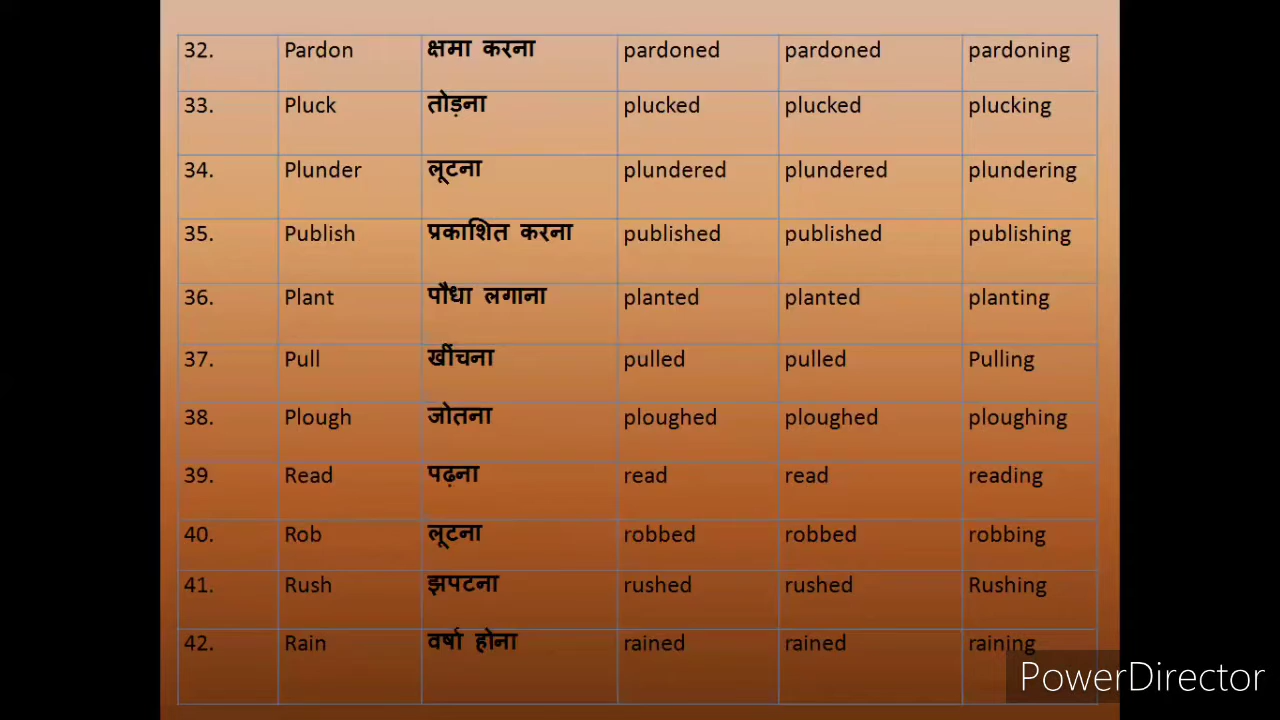 32. Pardon क्षमा करना pardoned pardoned pardoning
33. Pluck तोड़ना plucked plucked plucking
34. Plunder लूटना plundered plundered plundering
35. Publish प्रकाशित करना published published publishing
36. Plant पौधा लगाना planted planted planting
37. Pull खींचना pulled pulled Pulling
38. Plough जोतना ploughed ploughed ploughing
39. Read पढ़ना read read reading
40. Rob लूटना robbed robbed robbing
41. Rush झपटना rushed rushed Rushing
42. Rain वर्षा होना rained rained raining
PowerDirector